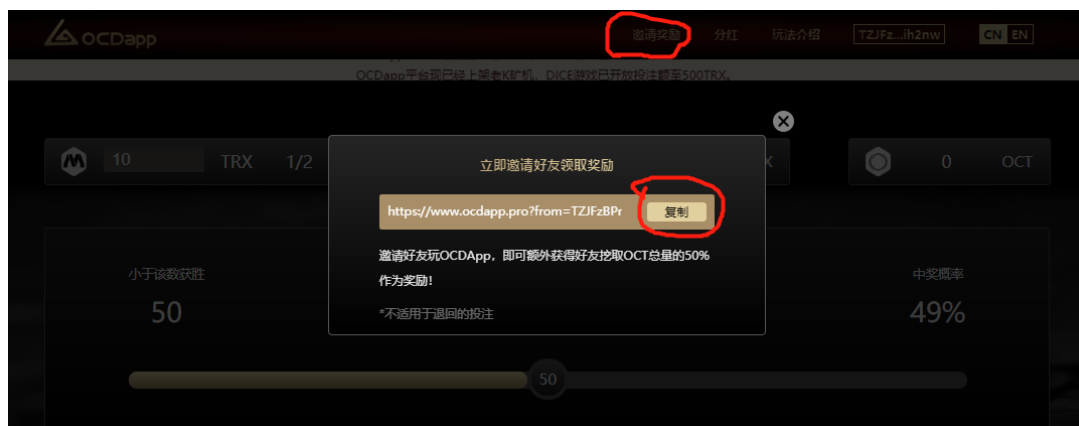 OCDapp
邀请奖励 分红 玩法介绍 TZJFz...ih2nw CN EN
OCDapp平台现已经上架老K矿机，DICE游戏已开放投注额至500TRX。
10 TRX 1/2 X 0 OCT
立即邀请好友领取奖励
https://www.ocdapp.pro?from=TZJFzBPr 复制
邀请好友玩OCDApp，即可额外获得好友挖取OCT总量的50%
作为奖励!
*不适用于退回的投注
小于该数获胜 中奖概率
50 49%
50